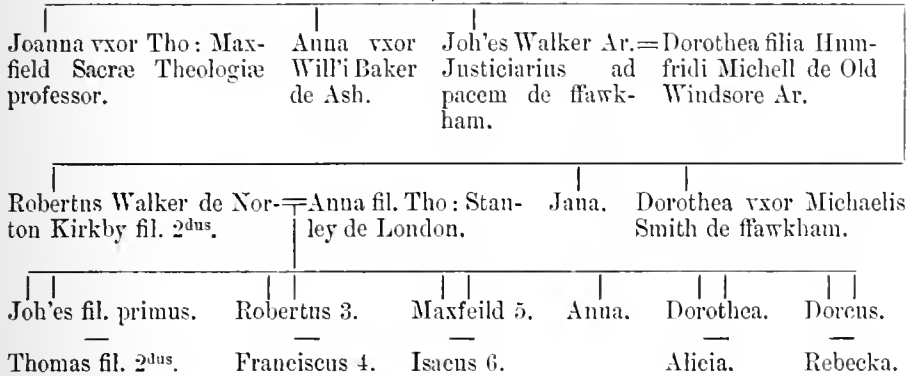 Joanna vxor Tho: Max-
field Sacræ Theologiæ
professor.
Anna vxor
Will'i Baker
de Ash.
Joh'es Walker Ar.=Dorothea filia Hum-
Justiciarius ad fridi Michell de Old
pacem de ffawk- Windsore Ar.
ham.
Robertus Walker de Nor-=Anna fil. Tho: Stan-
ton Kirkby fil. 2dus. ley de London.
Jana.
Dorothea vxor Michaelis
Smith de ffawkham.
Joh'es fil. primus. Robertus 3. Maxfeild 5. Anna. Dorothea. Dorcus.
Thomas fil. 2dus. Franciscus 4. Isacus 6. Alicia. Rebecka.